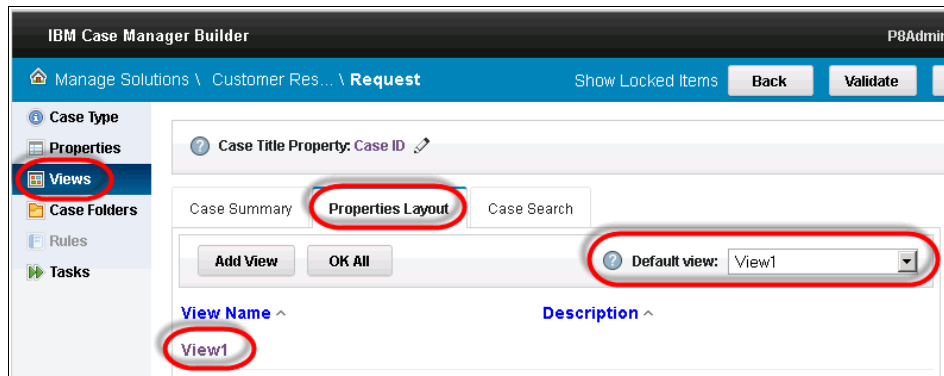 IBM Case Manager Builder P8Admin
Manage Solutions \ Customer Res... \ Request Show Locked Items Back Validate
Case Type
Properties
Views
Case Folders
Rules
Tasks
Case Title Property: Case ID
Case Summary Properties Layout Case Search
Add View OK All Default view: View1
View Name Description
View1